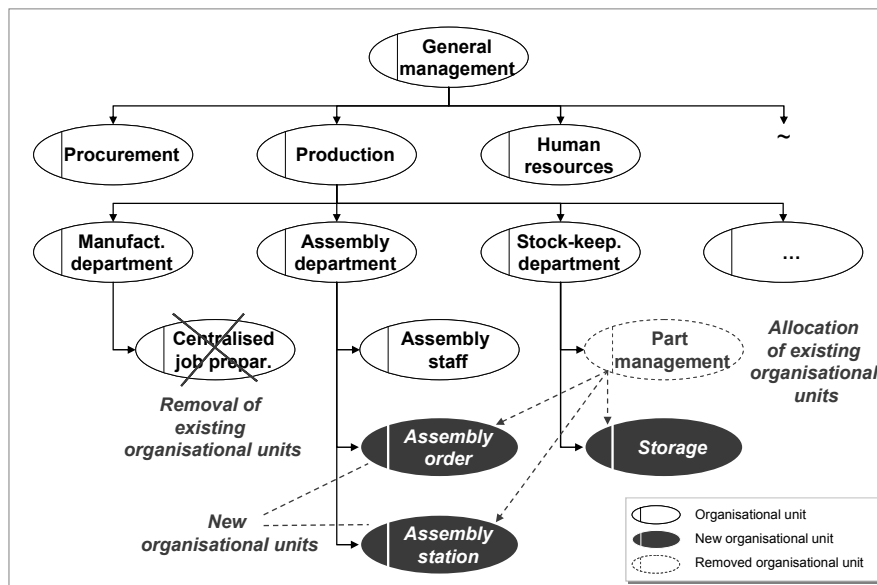 General
management
Procurement
Production
Human
resources
~
Manufact.
department
Assembly
department
Stock-keep.
department
...
Centralised
job prepar.
Assembly
staff
Part
management
Allocation
of existing
organisational
units
Removal of
existing
organisational units
Assembly
order
Storage
New
organisational units
Assembly
station
Organisational unit
New organisational unit
Removed organisational unit